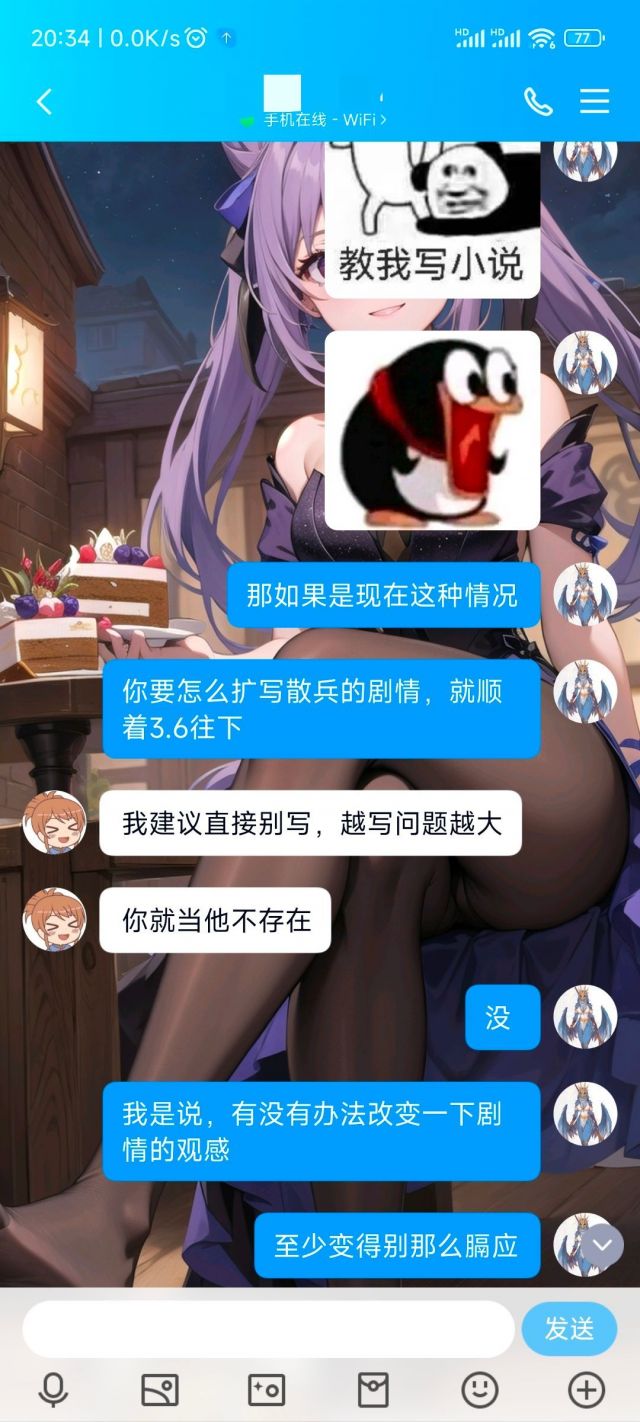 20:34 | 0.0K/s
HD HD 6 77
手机在线 - WiFi
教我写小说
那如果是现在这种情况
你要怎么扩写散兵的剧情，就顺
着3.6往下
我建议直接别写，越写问题越大
你就当他不存在
没
我是说，有没有办法改变一下剧
情的观感
至少变得别那么膈应
发送